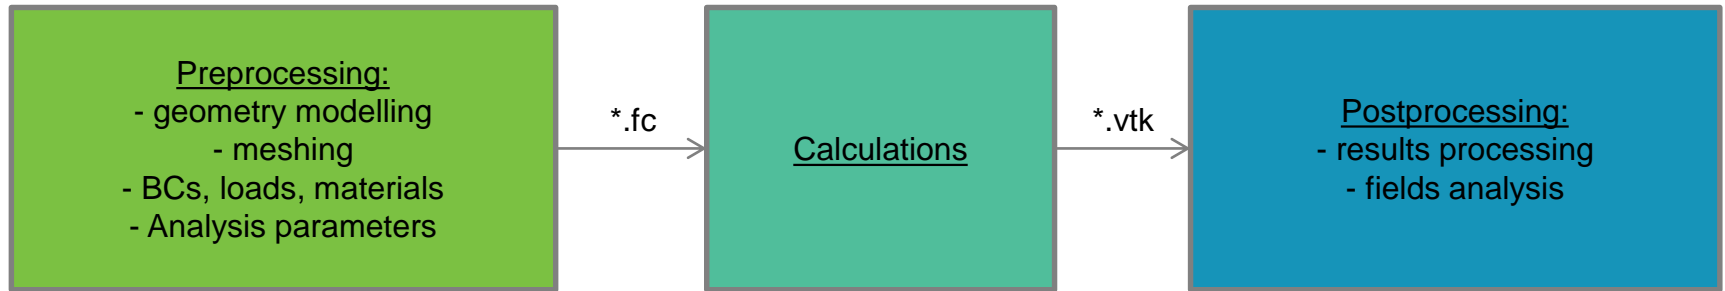 Preprocessing:
- geometry modelling
- meshing
- BCs, loads, materials
- Analysis parameters
*.fc
Calculations
*.vtk
Postprocessing:
- results processing
- fields analysis